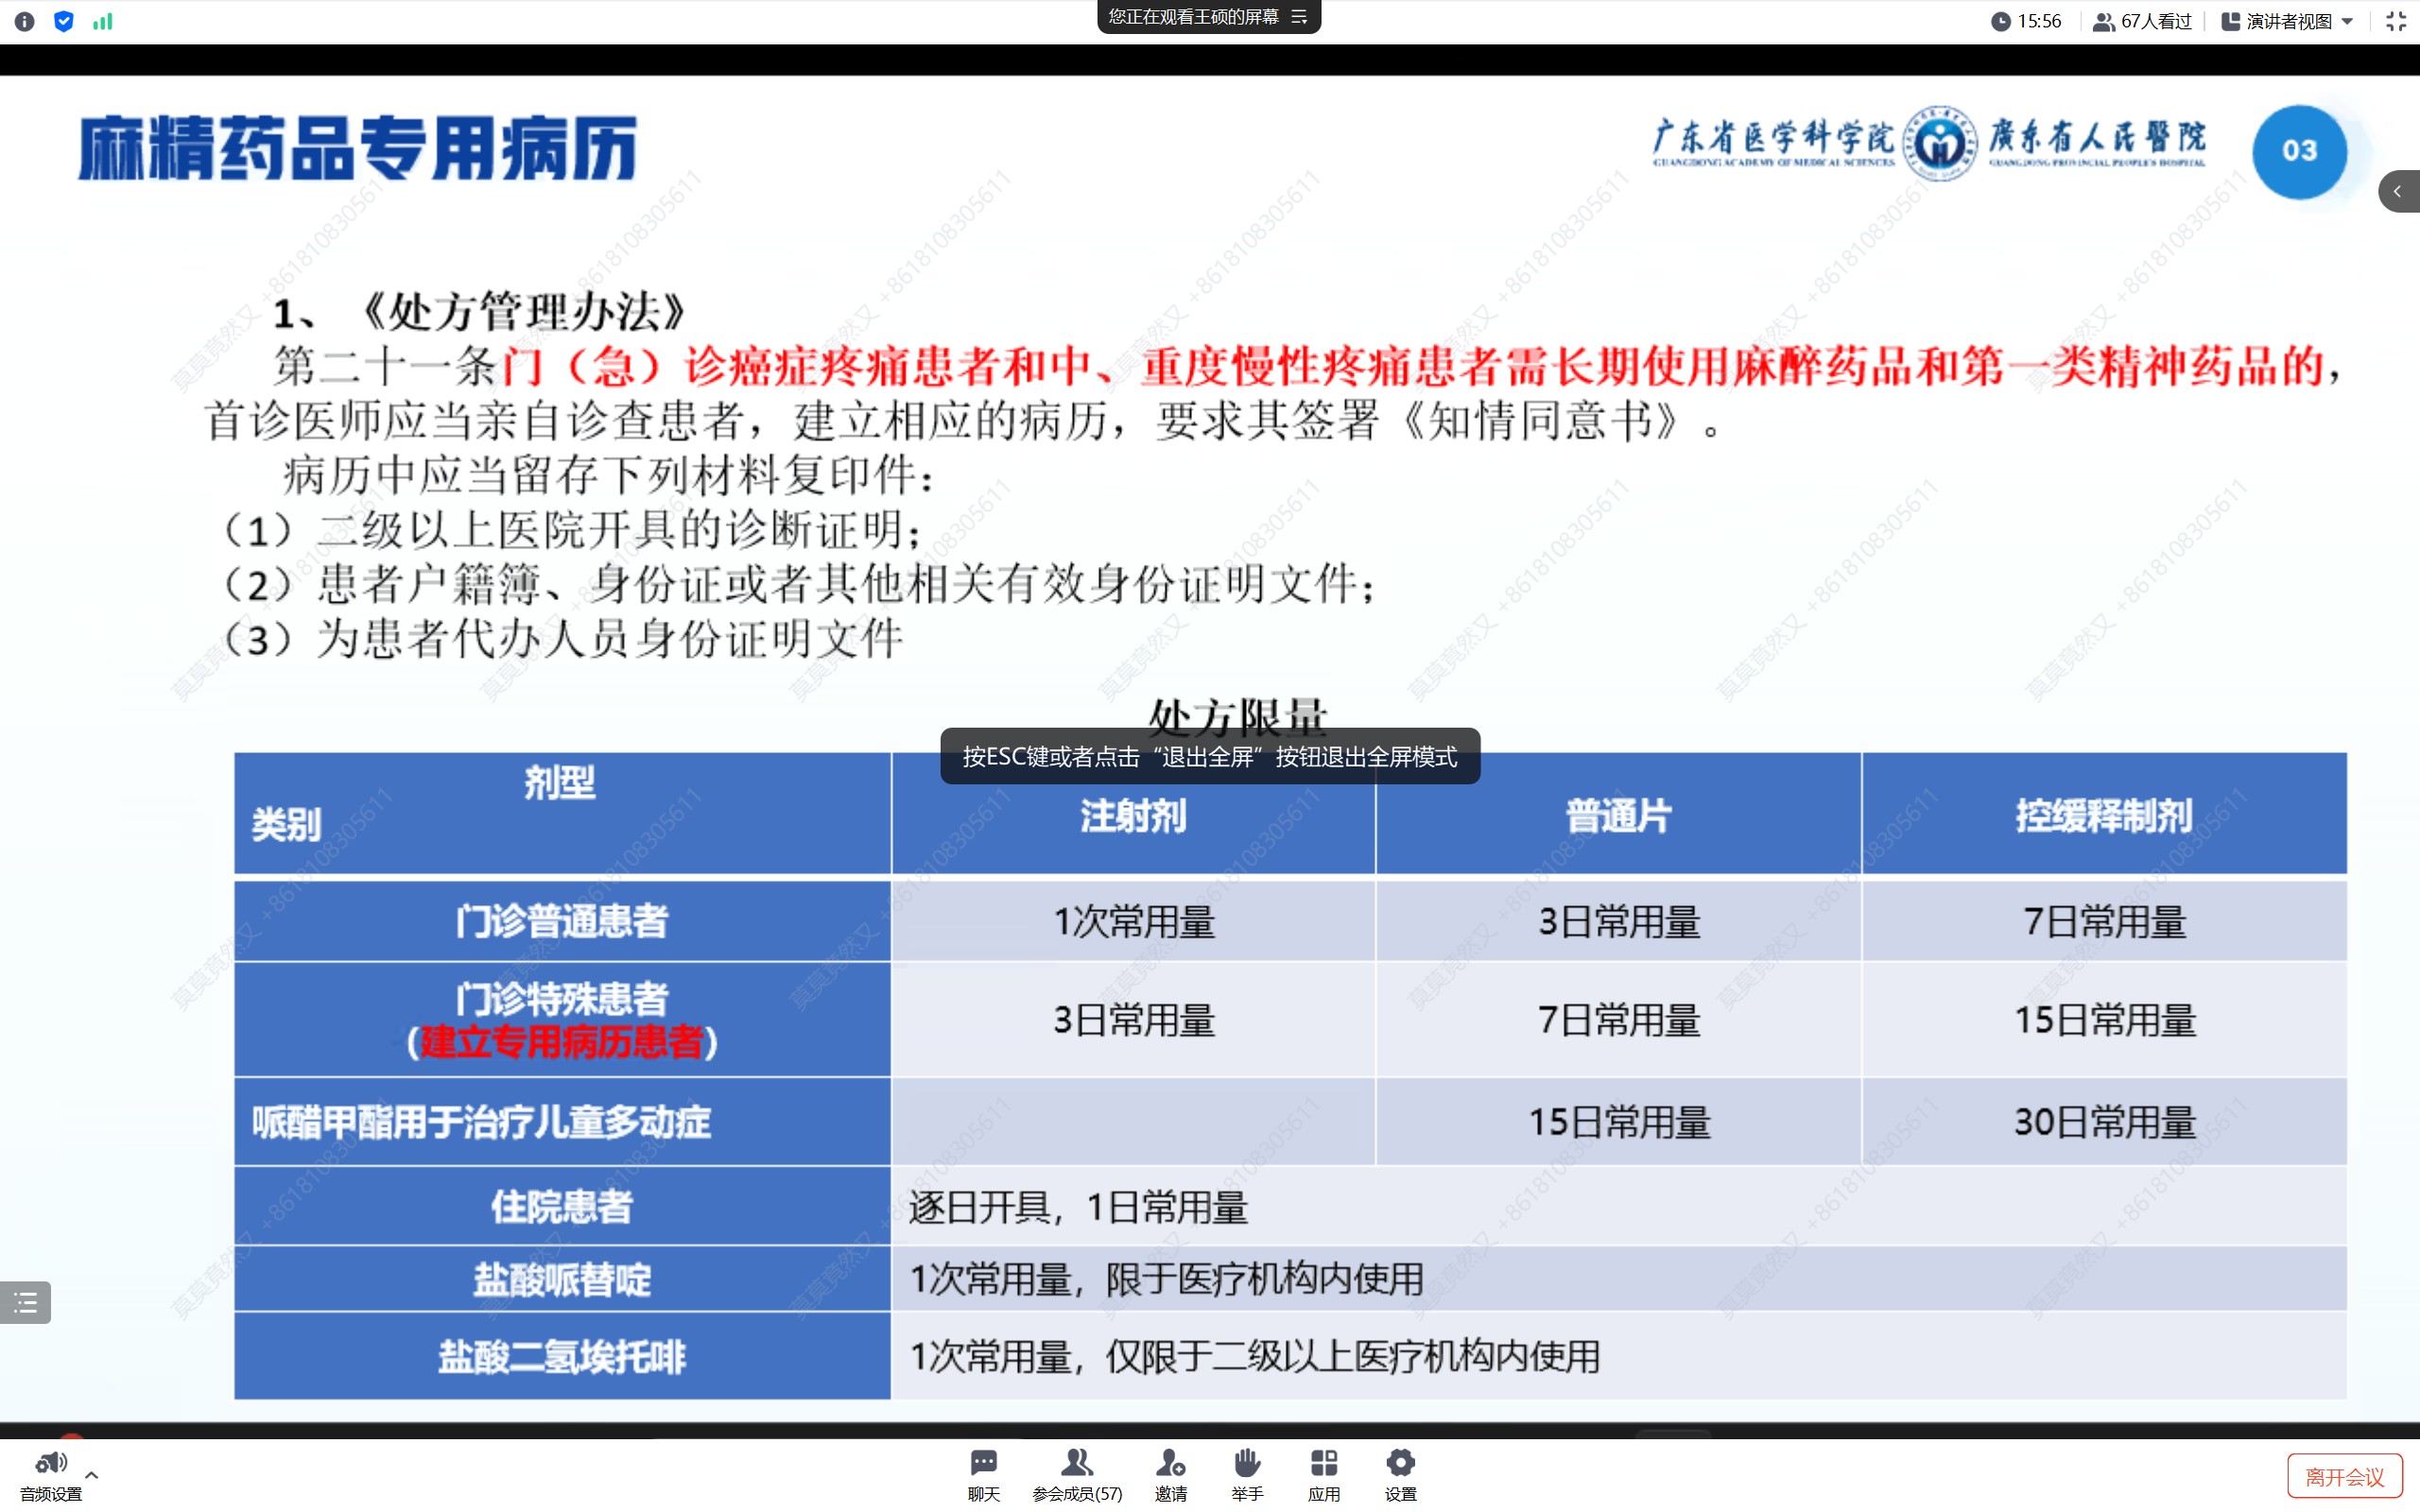 您正在观看王硕的屏幕
15:56
67人看过
演讲者视图
麻精药品专用病历
广东省医学科学院
GUANGDONG ACADEMY OF MEDICAL SCIENCES
廣东省人民醫院
GUANGDONG PROVINCIAL PEOPLE'S HOSPITAL
03
1、《处方管理办法》
第二十一条门（急）诊癌症疼痛患者和中、重度慢性疼痛患者需长期使用麻醉药品和第一类精神药品的，
首诊医师应当亲自诊查患者，建立相应的病历，要求其签署《知情同意书》。
病历中应当留存下列材料复印件：
（1）二级以上医院开具的诊断证明；
（2）患者户籍簿、身份证或者其他相关有效身份证明文件；
（3）为患者代办人员身份证明文件
处方限量
按ESC键或者点击“退出全屏”按钮退出全屏模式
剂型
类别
注射剂
普通片
控缓释制剂
门诊普通患者
1次常用量
3日常用量
7日常用量
门诊特殊患者
（建立专用病历患者）
3日常用量
7日常用量
15日常用量
哌醋甲酯用于治疗儿童多动症
15日常用量
30日常用量
住院患者
逐日开具，1日常用量
盐酸哌替啶
1次常用量，限于医疗机构内使用
盐酸二氢埃托啡
1次常用量，仅限于二级以上医疗机构内使用
莫莫竟然又 +8618108305611
音频设置
聊天
参会成员(57)
邀请
举手
应用
设置
离开会议